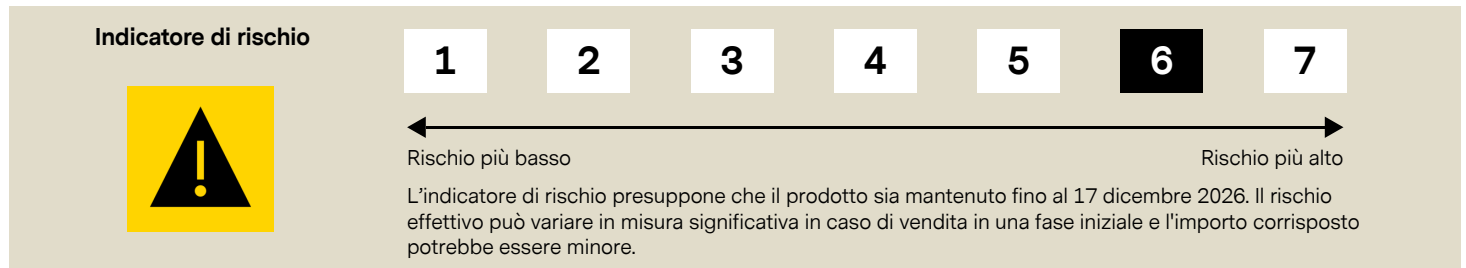 Indicatore di rischio
1 2 3 4 5 6 7
Rischio più basso Rischio più alto
L’indicatore di rischio presuppone che il prodotto sia mantenuto fino al 17 dicembre 2026. Il rischio
effettivo può variare in misura significativa in caso di vendita in una fase iniziale e l'importo corrisposto
potrebbe essere minore.